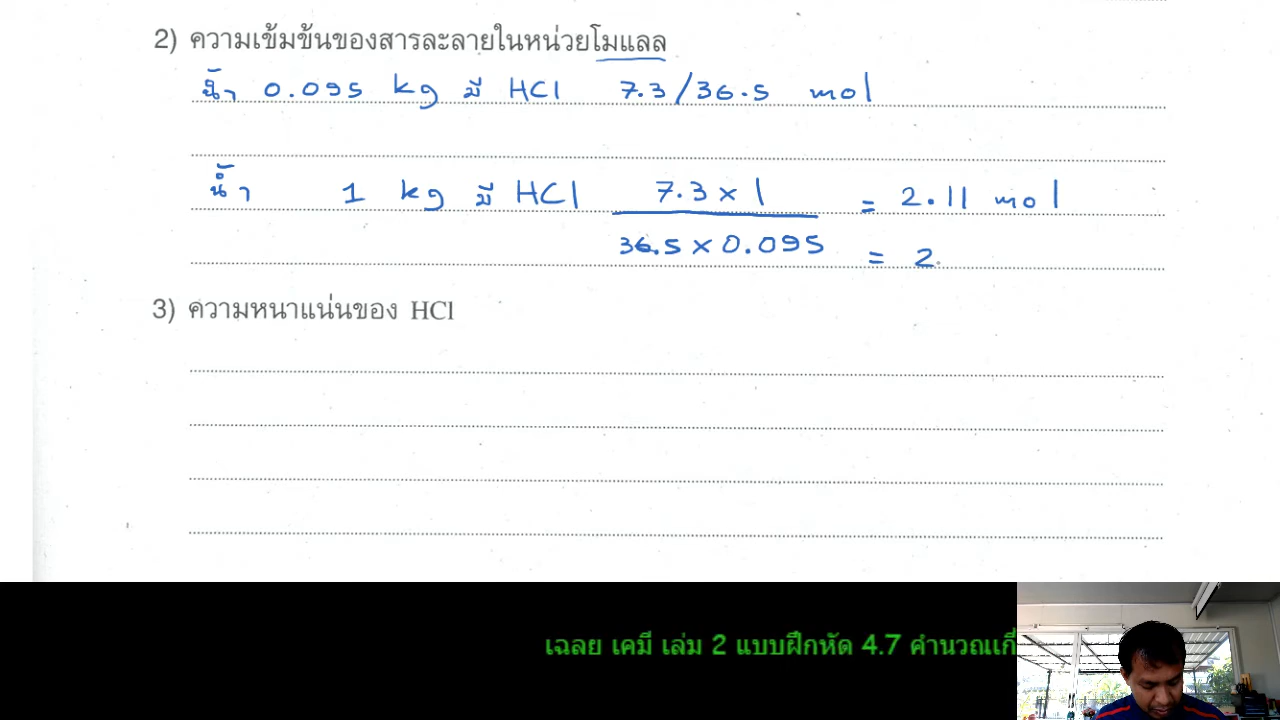 2) ความเข้มข้นของสารละลายในหน่วยโมแลล
น้ำ 0.095 kg มี HCl 7.3/36.5 mol
น้ำ 1 kg มี HCl 7.3 x 1 = 2.11 mol
36.5 x 0.095 = 2.
3) ความหนาแน่นของ HCl
เฉลย เคมี เล่ม 2 แบบฝึกหัด 4.7 คำนวณเกี่